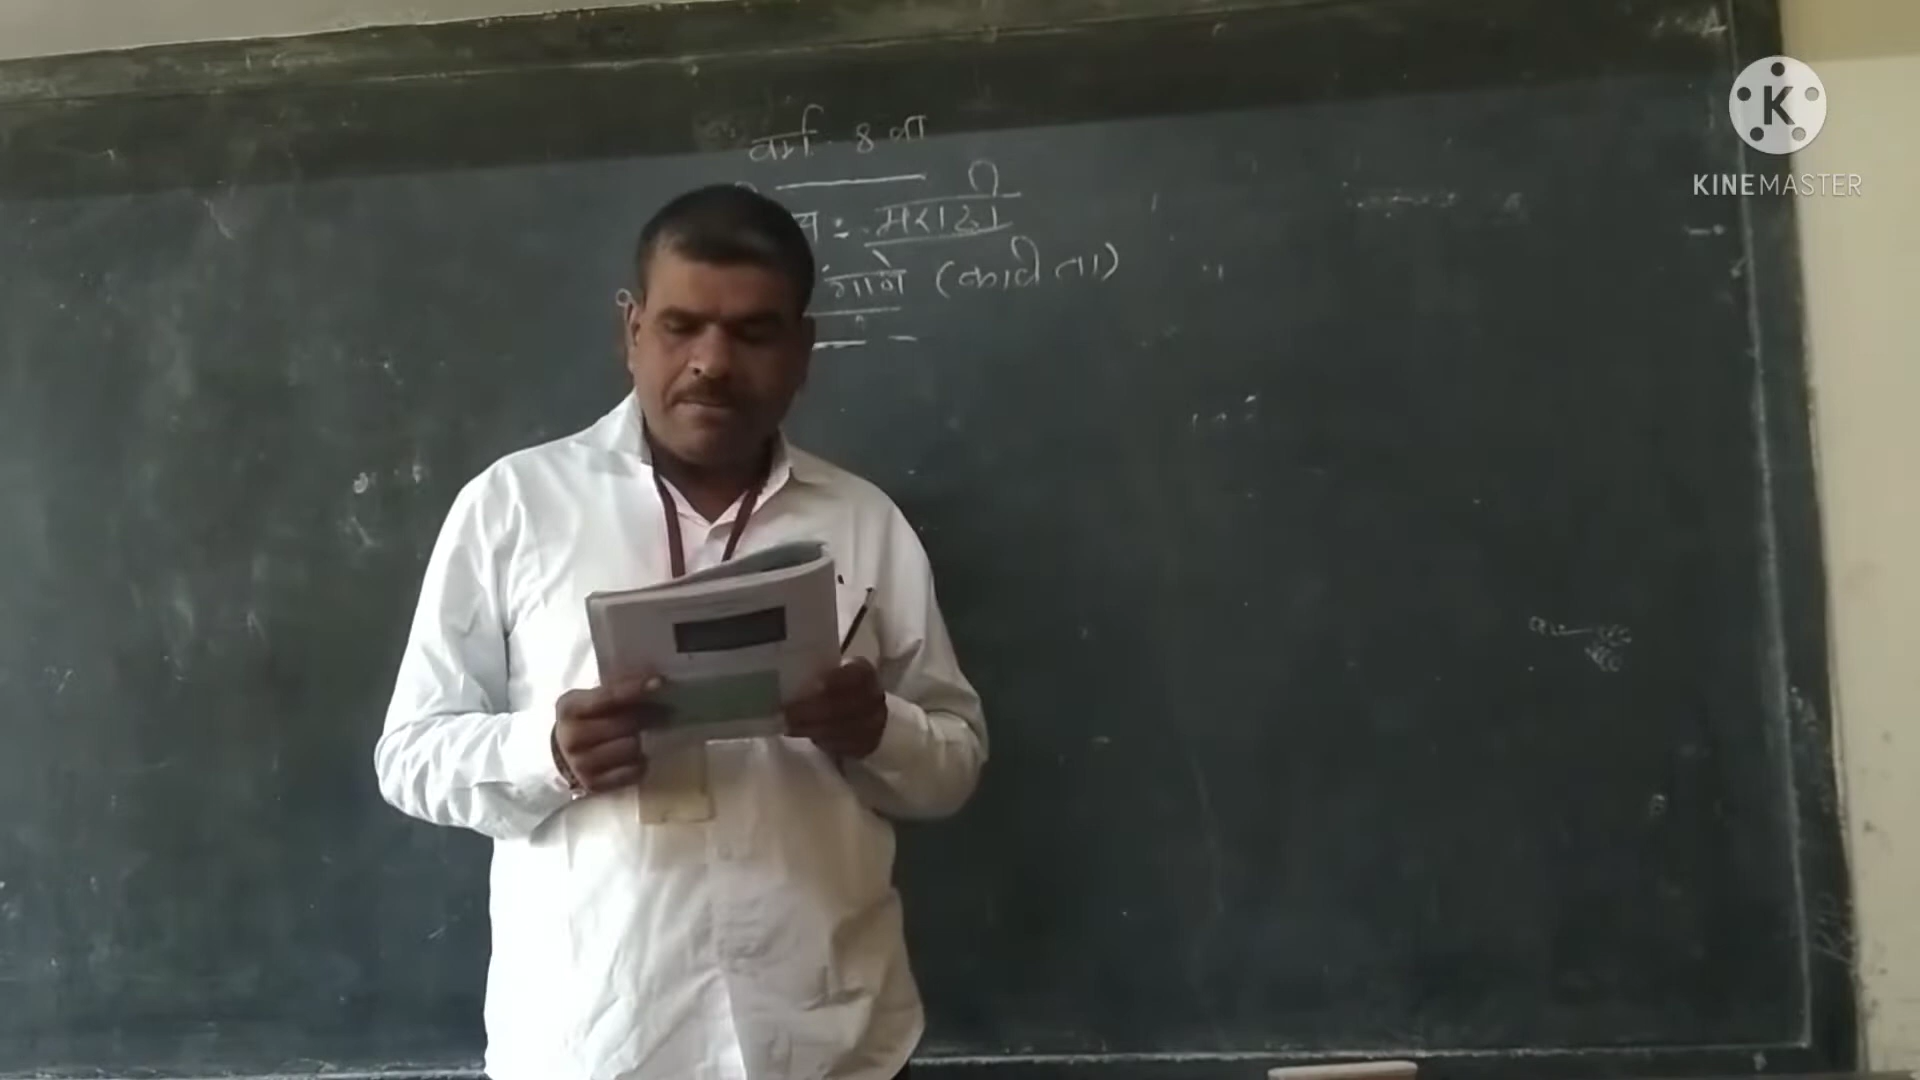 वर्ग 8 वा
य : मराठी
गाणे (कविता)
K
KINEMASTER